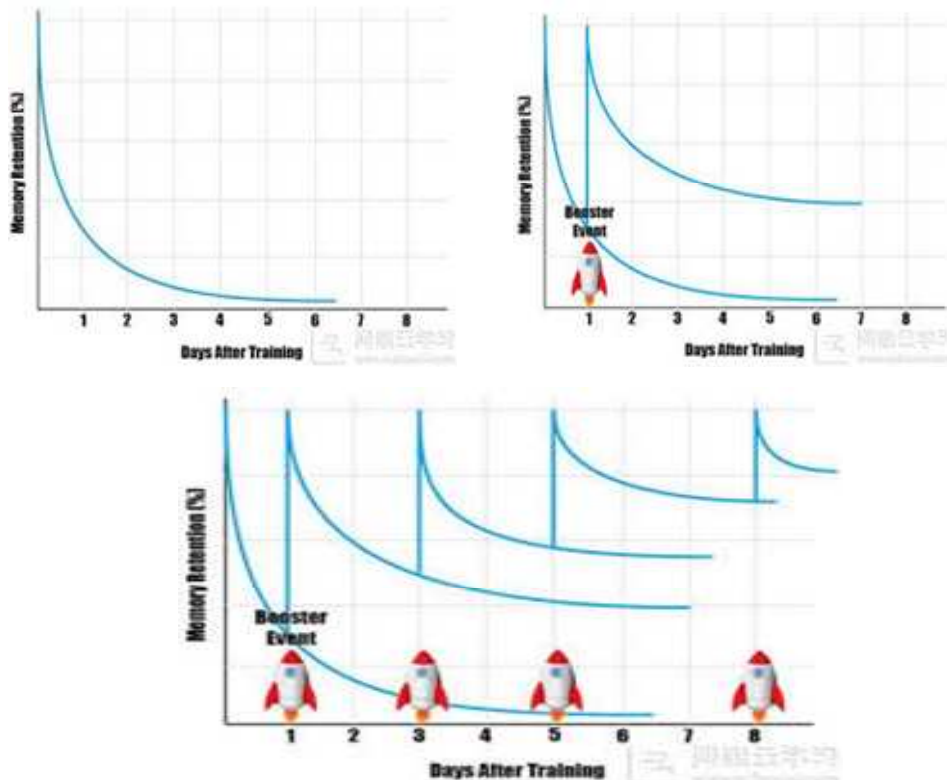 Memory Retention (%)
1 2 3 4 5 6 7 8
Days After Training
Memory Retention (%)
Booster
Event
1 2 3 4 5 6 7 8
Days After Training
Memory Retention (%)
Booster
Event
1 2 3 4 5 6 7 8
Days After Training